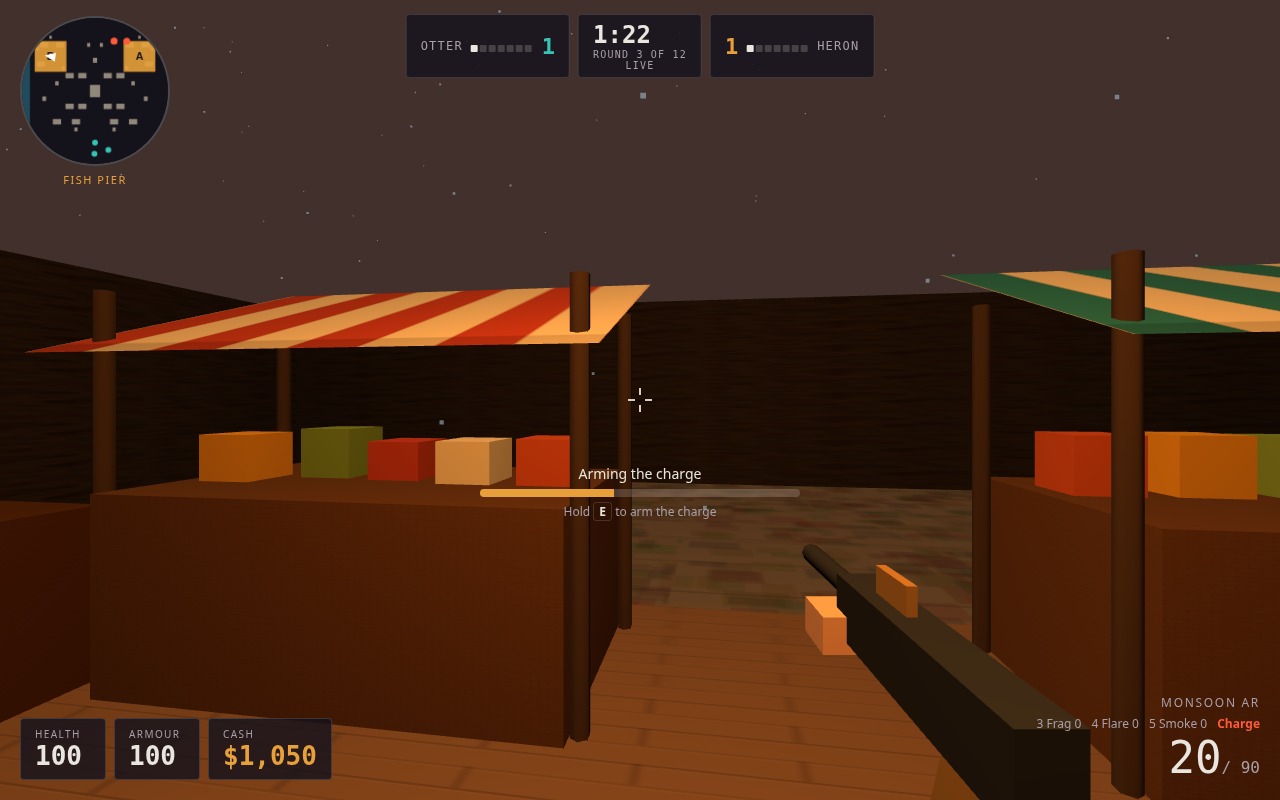 OTTER 1
1:22
ROUND 3 OF 12
LIVE
1 HERON
A
FISH PIER
Arming the charge
Hold E to arm the charge
MONSOON AR
3 Frag 0 4 Flare 0 5 Smoke 0 Charge
20 / 90
HEALTH
100
ARMOUR
100
CASH
$1,050